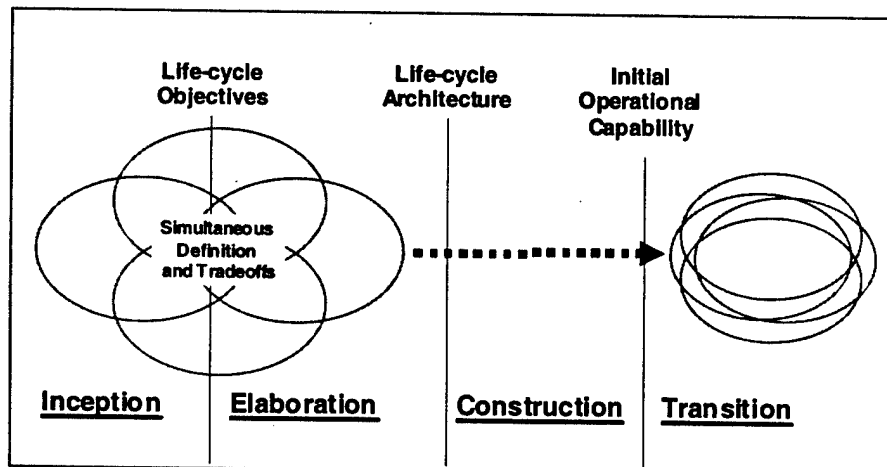 Life-cycle
Objectives
Life-cycle
Architecture
Initial
Operational
Capability
Simultaneous
Definition
and Tradeoffs
Inception
Elaboration
Construction
Transition